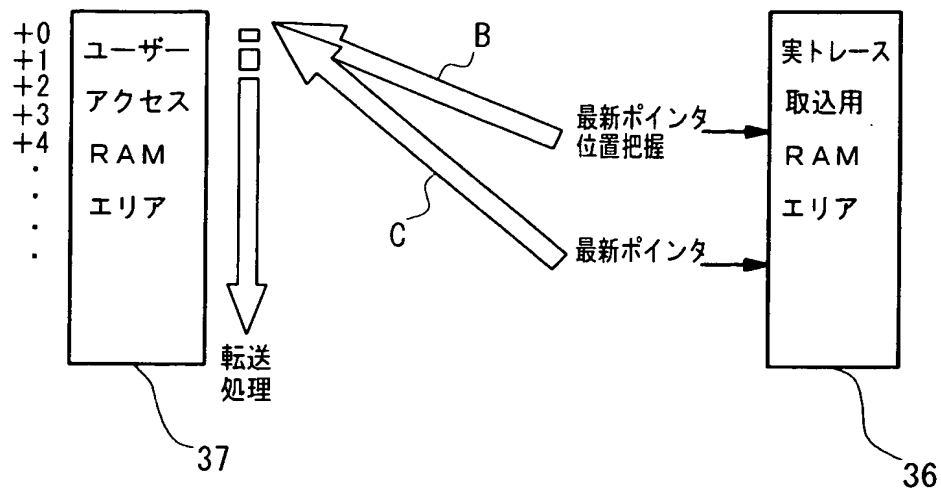 +0
+1
+2
+3
+4
ユーザー
アクセス
RAM
エリア
転送
処理
37
B
C
最新ポインタ
位置把握
最新ポインタ
実トレース
取込用
RAM
エリア
36